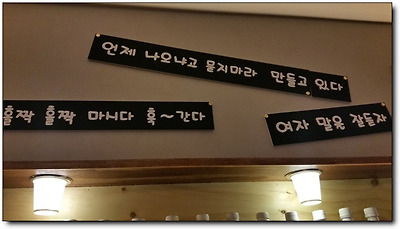 언제 나오냐고 묻지마라 만들고 있다
홀짝 홀짝 마시다 훅~간다
여자 말을 잘듣자